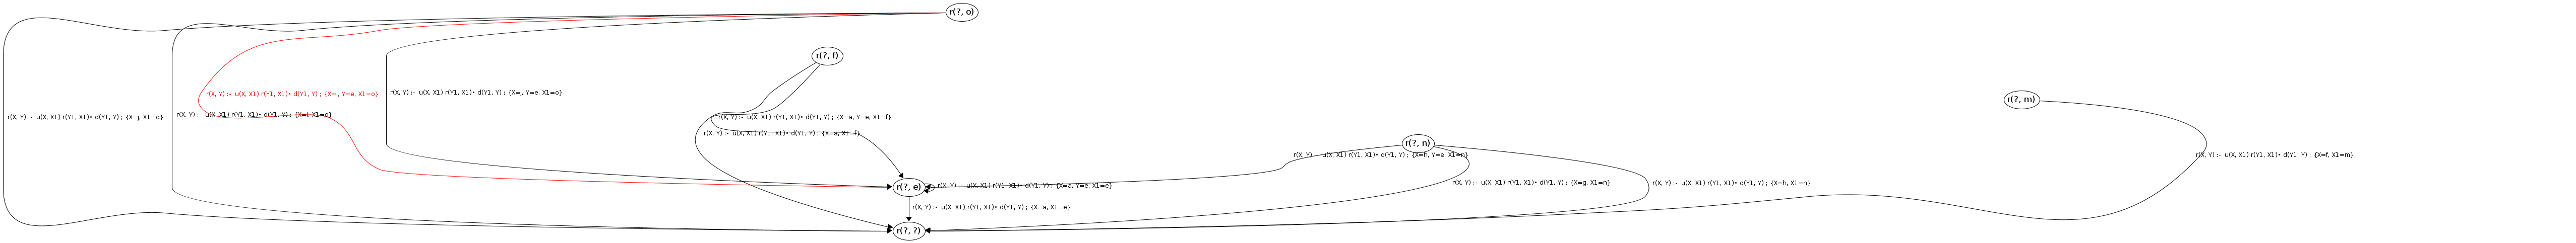 r(?, o)
r(?, f)
r(X, Y) :-  u(X, X1) r(Y1, X1)• d(Y1, Y) ; {X=i, Y=e, X1=o}
r(X, Y) :-  u(X, X1) r(Y1, X1)• d(Y1, Y) ; {X=j, Y=e, X1=o}
r(?, m)
r(X, Y) :-  u(X, X1) r(Y1, X1)• d(Y1, Y) ; {X=j, X1=o}
r(X, Y) :-  u(X, X1) r(Y1, X1)• d(Y1, Y) ; {X=i, X1=o}
r(X, Y) :-  u(X, X1) r(Y1, X1)• d(Y1, Y) ; {X=a, Y=e, X1=f}
r(X, Y) :-  u(X, X1) r(Y1, X1)• d(Y1, Y) ; {X=a, X1=f}
r(?, n)
r(X, Y) :-  u(X, X1) r(Y1, X1)• d(Y1, Y) ; {X=h, Y=e, X1=n}
r(X, Y) :-  u(X, X1) r(Y1, X1)• d(Y1, Y) ; {X=f, X1=m}
r(?, e)
r(X, Y) :-  u(X, X1) r(Y1, X1)• d(Y1, Y) ; {X=a, Y=e, X1=e}
r(X, Y) :-  u(X, X1) r(Y1, X1)• d(Y1, Y) ; {X=g, X1=n}
r(X, Y) :-  u(X, X1) r(Y1, X1)• d(Y1, Y) ; {X=h, X1=n}
r(X, Y) :-  u(X, X1) r(Y1, X1)• d(Y1, Y) ; {X=a, X1=e}
r(?, ?)